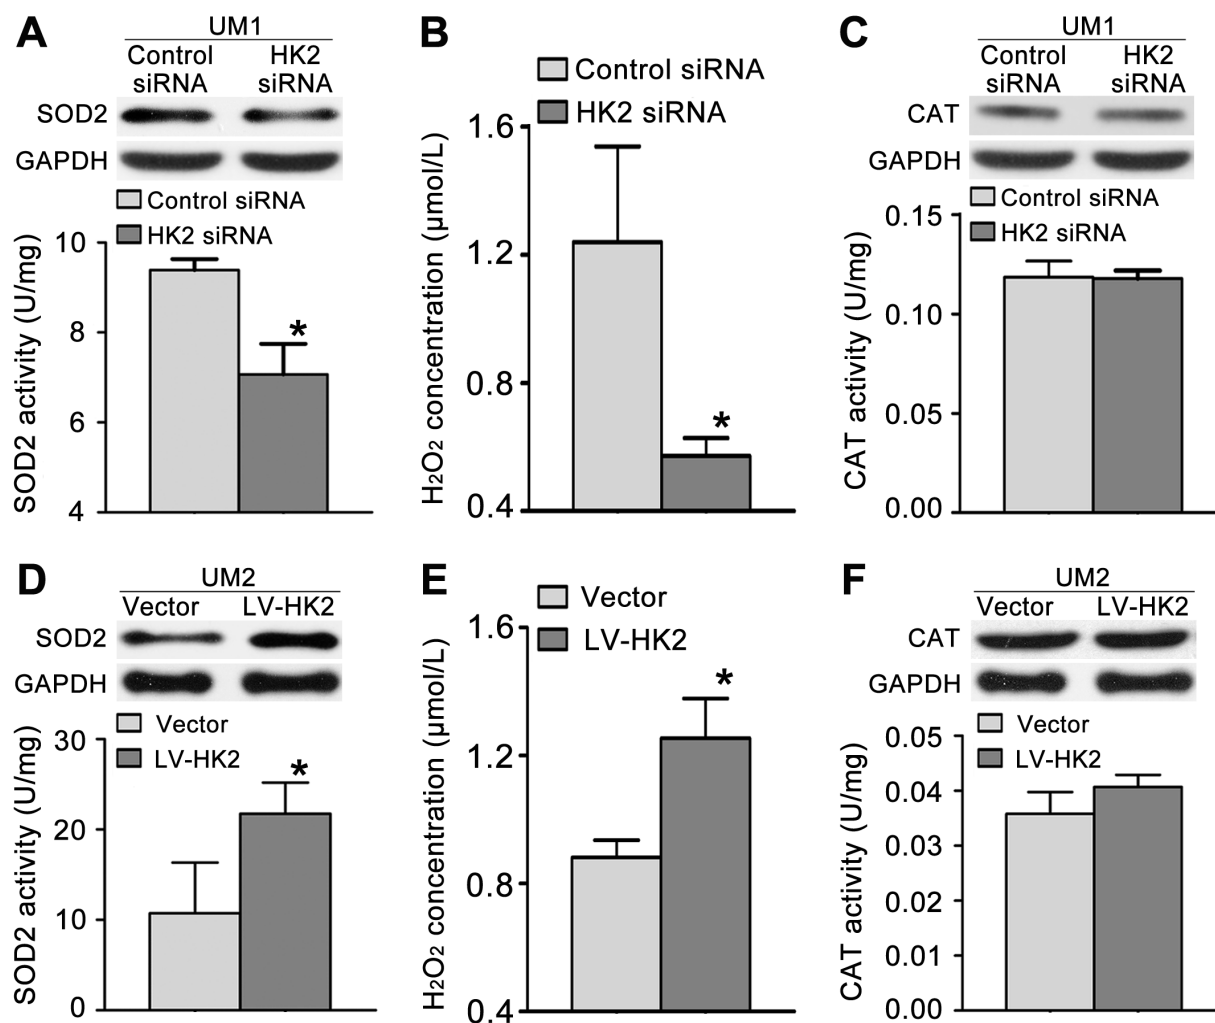 A
UM1
Control
siRNA
HK2
siRNA
SOD2
GAPDH
Control siRNA
HK2 siRNA
SOD2 activity (U/mg)
10
8
6
4
*
B
Control siRNA
HK2 siRNA
H₂O₂ concentration (μmol/L)
1.6
1.2
0.8
0.4
*
C
UM1
Control
siRNA
HK2
siRNA
CAT
GAPDH
Control siRNA
HK2 siRNA
CAT activity (U/mg)
0.15
0.10
0.05
0.00
D
UM2
Vector LV-HK2
SOD2
GAPDH
Vector
LV-HK2
SOD2 activity (U/mg)
30
20
10
0
*
E
Vector
LV-HK2
H₂O₂ concentration (μmol/L)
1.6
1.2
0.8
0.4
*
F
UM2
Vector LV-HK2
CAT
GAPDH
Vector
LV-HK2
CAT activity (U/mg)
0.05
0.04
0.03
0.02
0.01
0.00